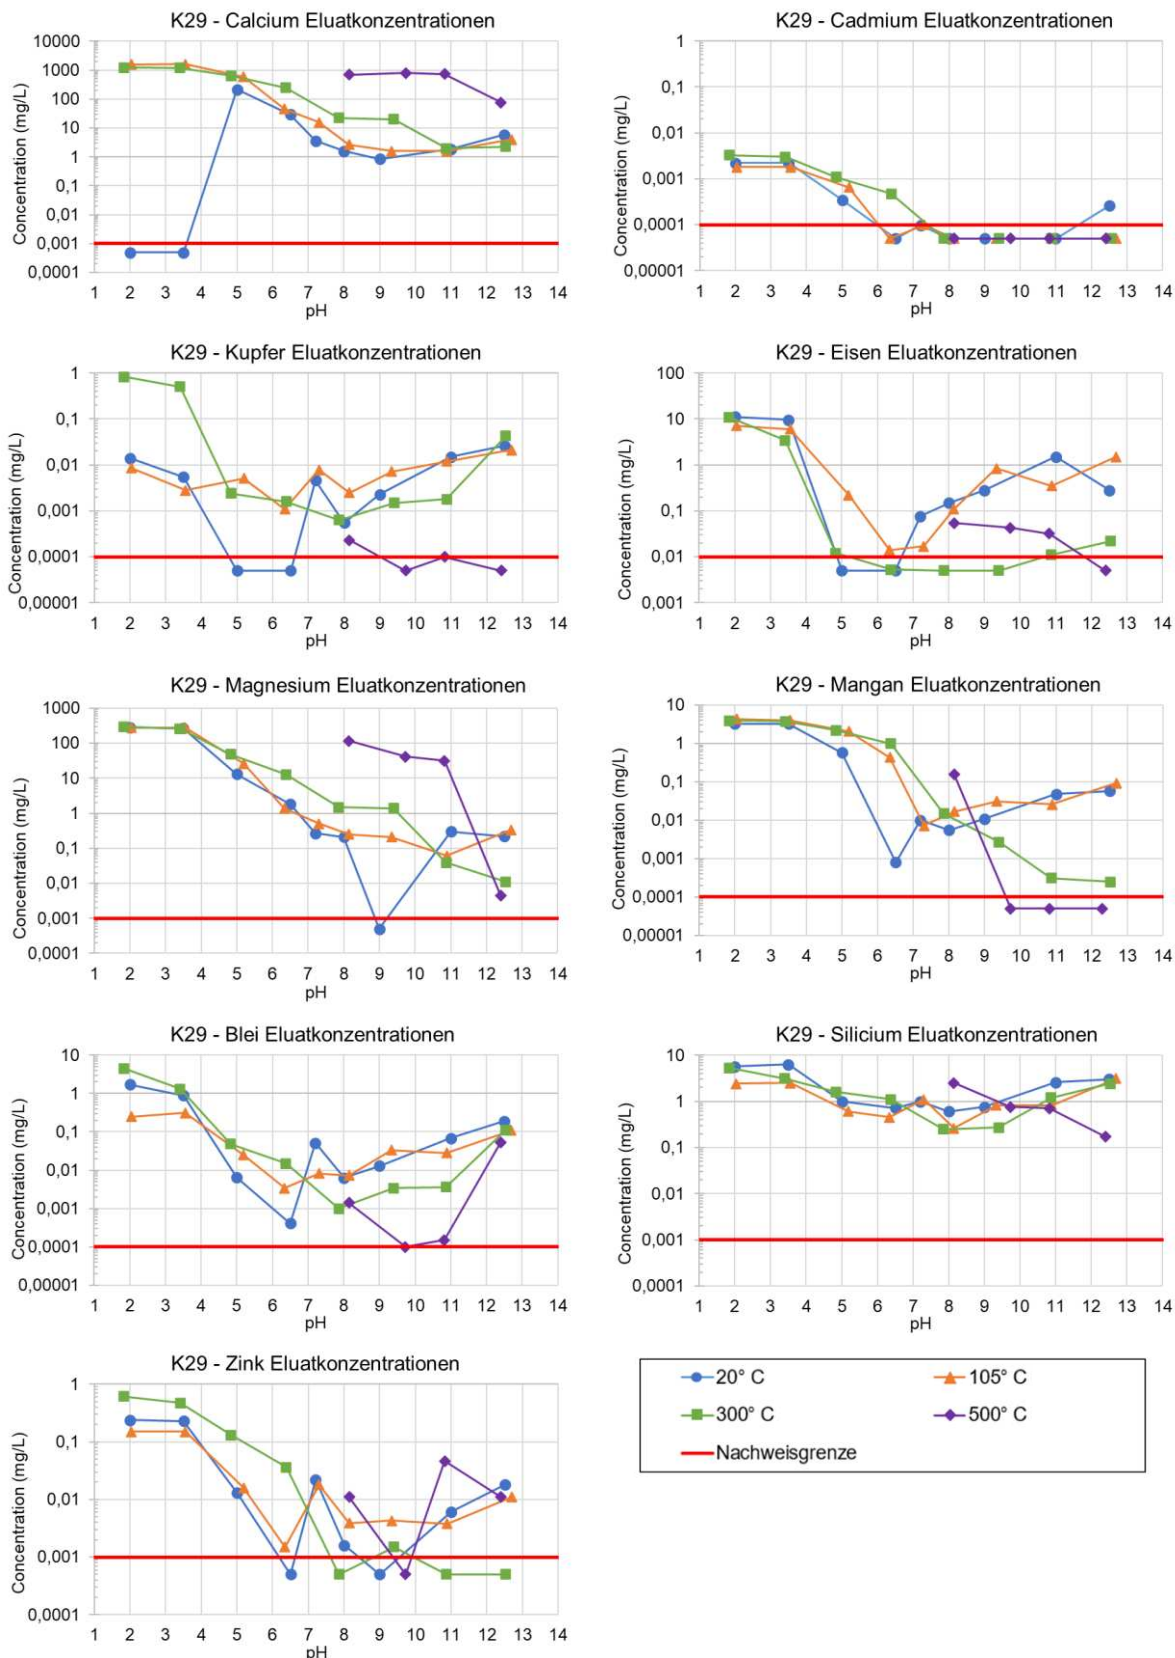 K29 - Calcium Eluatkonzentrationen
Concentration (mg/L)
10000
1000
100
10
1
0,1
0,01
0,001
0,0001
1 2 3 4 5 6 7 8 9 10 11 12 13 14
pH
K29 - Cadmium Eluatkonzentrationen
Concentration (mg/L)
1
0,1
0,01
0,001
0,0001
0,00001
1 2 3 4 5 6 7 8 9 10 11 12 13 14
pH
K29 - Kupfer Eluatkonzentrationen
Concentration (mg/L)
1
0,1
0,01
0,001
0,0001
0,00001
1 2 3 4 5 6 7 8 9 10 11 12 13 14
pH
K29 - Eisen Eluatkonzentrationen
Concentration (mg/L)
100
10
1
0,1
0,01
0,001
1 2 3 4 5 6 7 8 9 10 11 12 13 14
pH
K29 - Magnesium Eluatkonzentrationen
Concentration (mg/L)
1000
100
10
1
0,1
0,01
0,001
0,0001
1 2 3 4 5 6 7 8 9 10 11 12 13 14
pH
K29 - Mangan Eluatkonzentrationen
Concentration (mg/L)
10
1
0,1
0,01
0,001
0,0001
0,00001
1 2 3 4 5 6 7 8 9 10 11 12 13 14
pH
K29 - Blei Eluatkonzentrationen
Concentration (mg/L)
10
1
0,1
0,01
0,001
0,0001
0,00001
1 2 3 4 5 6 7 8 9 10 11 12 13 14
pH
K29 - Silicium Eluatkonzentrationen
Concentration (mg/L)
10
1
0,1
0,01
0,001
0,0001
1 2 3 4 5 6 7 8 9 10 11 12 13 14
pH
K29 - Zink Eluatkonzentrationen
Concentration (mg/L)
1
0,1
0,01
0,001
0,0001
1 2 3 4 5 6 7 8 9 10 11 12 13 14
pH
20° C
105° C
300° C
500° C
Nachweisgrenze